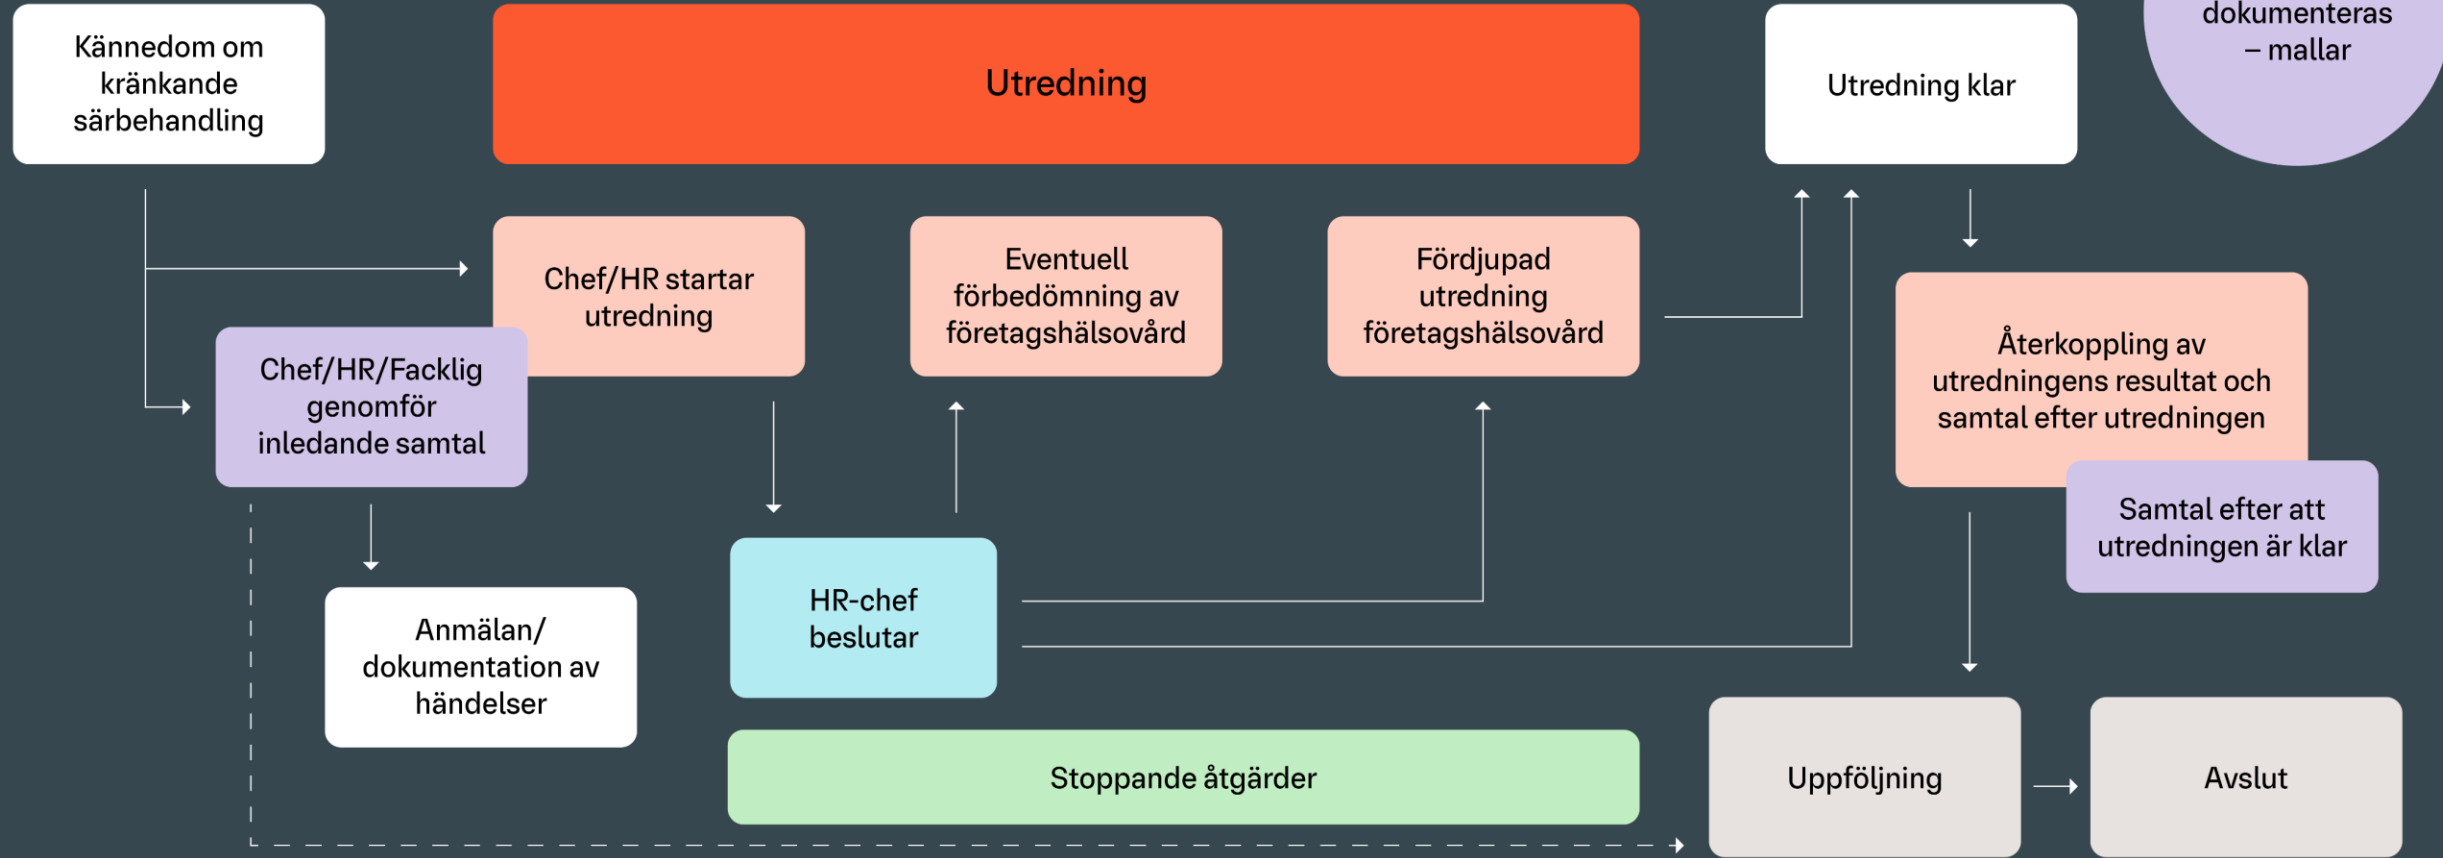 Kännedom om
kränkande
särbehandling
Utredning
Utredning klar
dokumenteras
– mallar
Chef/HR startar
utredning
Eventuell
förbedömning av
företagshälsovård
Fördjupad
utredning
företagshälsovård
Chef/HR/Facklig
genomför
inledande samtal
Återkoppling av
utredningens resultat och
samtal efter utredningen
Samtal efter att
utredningen är klar
HR-chef
beslutar
Anmälan/
dokumentation av
händelser
Stoppande åtgärder
Uppföljning
Avslut